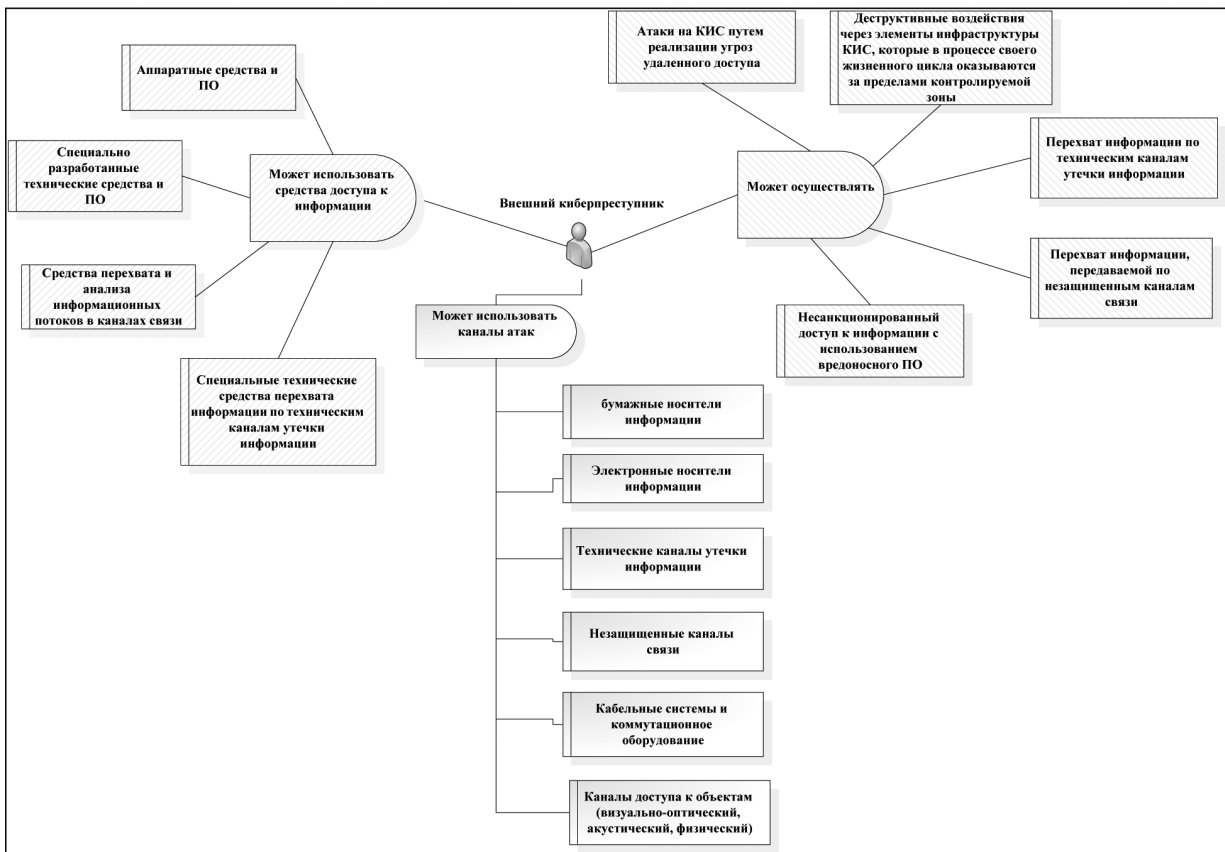 Аппаратные средства и
ПО
Специально
разработанные
технические средства и
ПО
Средства перехвата и
анализа
информационных
потоков в каналах связи
Специальные технические
средства перехвата
информации по техническим
каналам утечки
информации
Может использовать
средства доступа к
информации
Внешний киберпреступник
Атаки на КИС путем
реализации угроз
удаленного доступа
Деструктивные воздействия
через элементы инфраструктуры
КИС, которые в процессе своего
жизненного цикла оказываются
за пределами контролируемой
зоны
Перехват информации по
техническим каналам
утечки информации
Может осуществлять
Перехват информации,
передаваемой по
незащищенным каналам
связи
Несанкционированный
доступ к информации с
использованием
вредоносного ПО
Может использовать
каналы атак
бумажные носители
информации
Электронные носители
информации
Технические каналы утечки
информации
Незащищенные каналы
связи
Кабельные системы и
коммутационное
оборудование
Каналы доступа к объектам
(визуально-оптический,
акустический, физический)